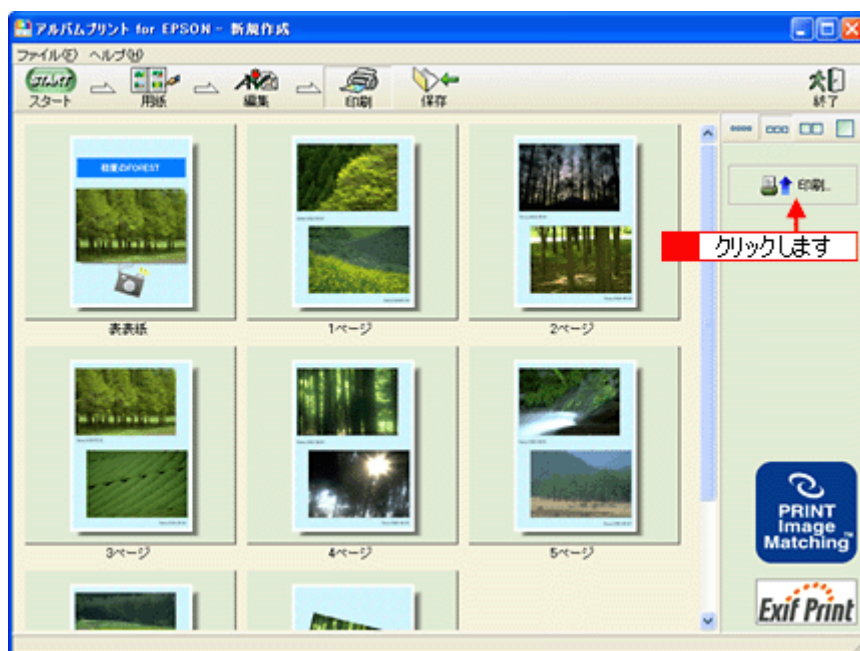 アルバムプリント for EPSON - 新規作成
ファイル(F) ヘルプ(H)
START
スタート
用紙
編集
印刷
保存
終了
印刷...
クリックします
表表紙
1ページ
2ページ
3ページ
4ページ
5ページ
PRINT
Image
Matching™
Exif Print